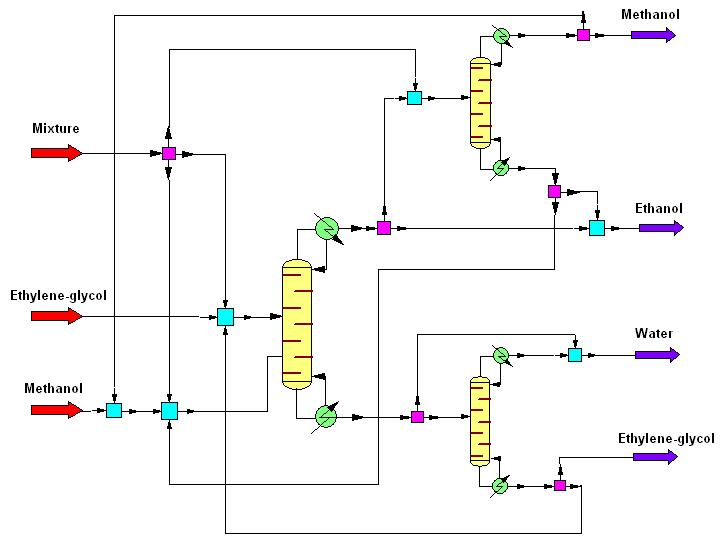 Methanol
Mixture
Ethanol
Ethylene-glycol
Water
Methanol
Ethylene-glycol